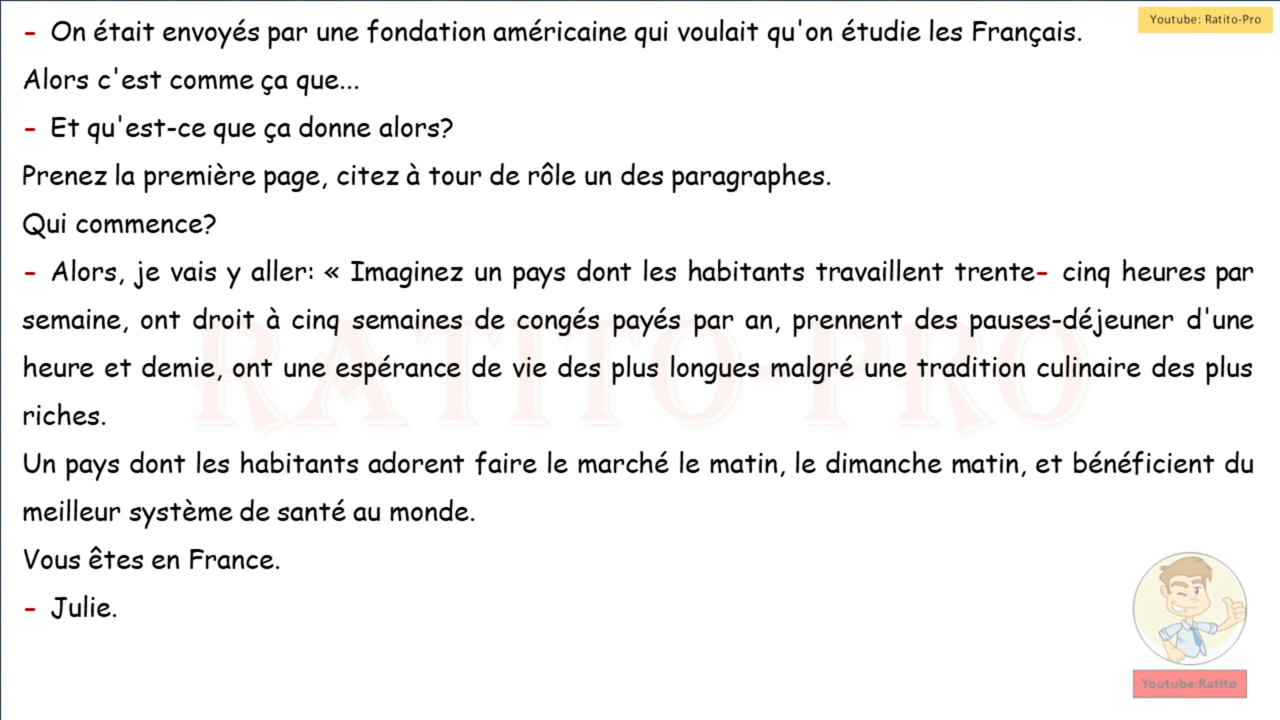 Youtube: Ratito-Pro
- On était envoyés par une fondation américaine qui voulait qu'on étudie les Français.
Alors c'est comme ça que...
- Et qu'est-ce que ça donne alors?
Prenez la première page, citez à tour de rôle un des paragraphes.
Qui commence?
- Alors, je vais y aller: « Imaginez un pays dont les habitants travaillent trente- cinq heures par
semaine, ont droit à cinq semaines de congés payés par an, prennent des pauses-déjeuner d'une
heure et demie, ont une espérance de vie des plus longues malgré une tradition culinaire des plus
riches.
RATITO-PRO
Un pays dont les habitants adorent faire le marché le matin, le dimanche matin, et bénéficient du
meilleur système de santé au monde.
Vous êtes en France.
- Julie.
Youtube:Ratito